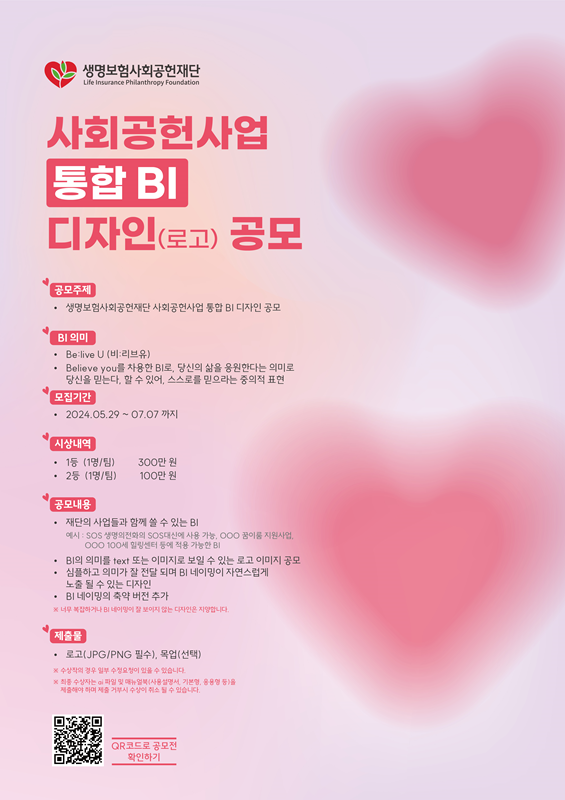 생명보험사회공헌재단
Life Insurance Philanthropy Foundation
사회공헌사업
통합 BI
디자인(로고) 공모
공모주제
• 생명보험사회공헌재단 사회공헌사업 통합 BI 디자인 공모
BI 의미
• Be:live U (비:리브유)
• Believe you를 차용한 BI로, 당신의 삶을 응원한다는 의미로
당신을 믿는다, 할 수 있어, 스스로를 믿으라는 중의적 표현
모집기간
• 2024.05.29 ~ 07.07 까지
시상내역
• 1등 (1명/팀) 300만 원
• 2등 (1명/팀) 100만 원
공모내용
• 재단의 사업들과 함께 쓸 수 있는 BI
예시 : SOS 생명의전화의 SOS대신에 사용 가능, OOO 꿈이룸 지원사업,
OOO 100세 힐링센터 등에 적용 가능한 BI
• BI의 의미를 text 또는 이미지로 보일 수 있는 로고 이미지 공모
• 심플하고 의미가 잘 전달 되며 BI 네이밍이 자연스럽게
노출 될 수 있는 디자인
• BI 네이밍의 축약 버전 추가
※ 너무 복잡하거나 BI 네이밍이 잘 보이지 않는 디자인은 지양합니다.
제출물
• 로고(JPG/PNG 필수), 목업(선택)
※ 수상작의 경우 일부 수정요청이 있을 수 있습니다.
※ 최종 수상자는 ai 파일 및 매뉴얼북(사용설명서, 기본형, 응용형 등)을
제출해야 하며 제출 거부시 수상이 취소 될 수 있습니다.
QR코드로 공모전
확인하기